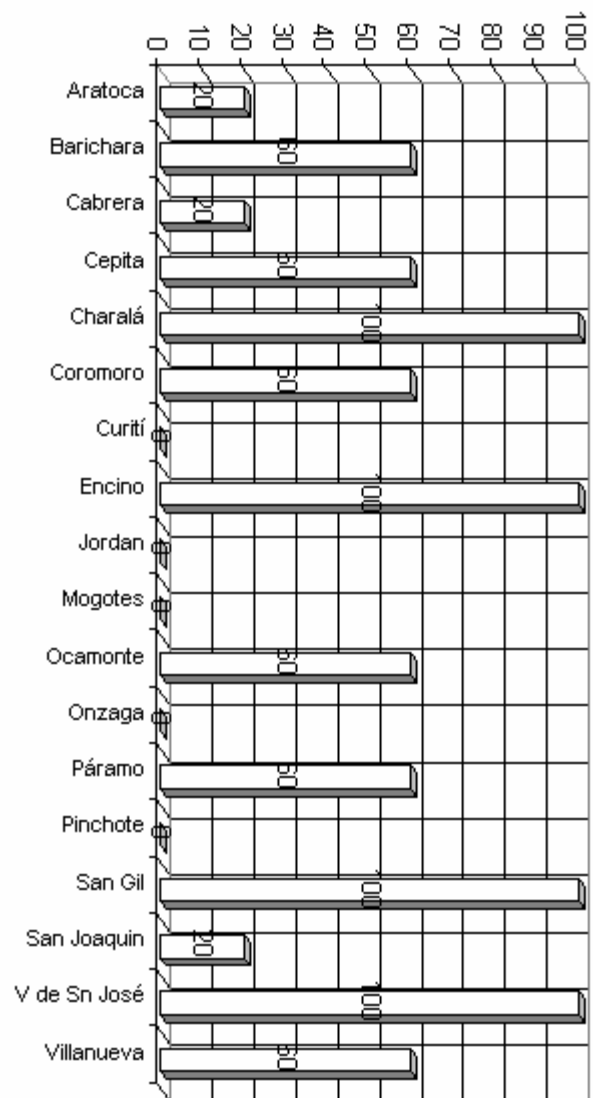 0 10 20 30 40 50 60 70 80 90 100
Aratoca 20
Barichara 60
Cabrera 20
Cepita 60
Charalá 100
Coromoro 60
Curití 0
Encino 100
Jordan 0
Mogotes 0
Ocamonte 60
Onzaga 0
Páramo 60
Pinchote 0
San Gil 100
San Joaquin 20
V de Sn José 100
Villanueva 60